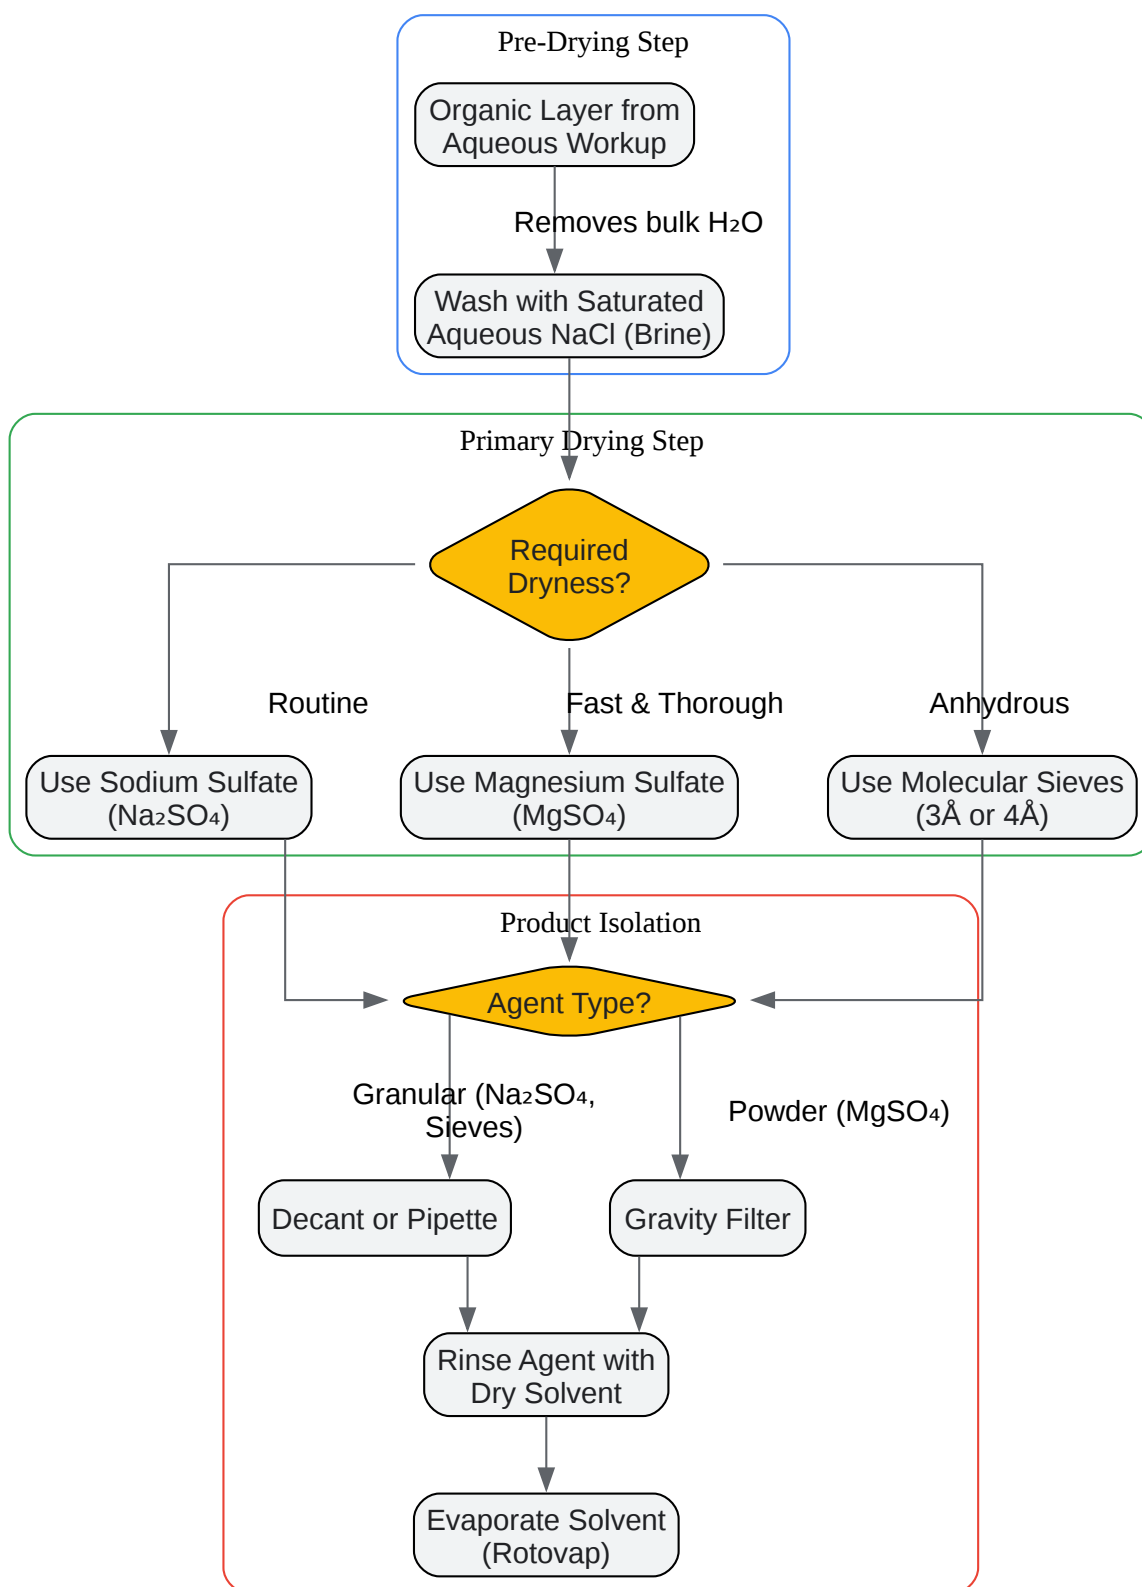 Pre-Drying Step
Organic Layer from
Aqueous Workup
Removes bulk H₂O
Wash with Saturated
Aqueous NaCl (Brine)
Primary Drying Step
Required
Dryness?
Routine
Fast & Thorough
Anhydrous
Use Sodium Sulfate
(Na₂SO₄)
Use Magnesium Sulfate
(MgSO₄)
Use Molecular Sieves
(3Å or 4Å)
Product Isolation
Agent Type?
Granular (Na₂SO₄,
Sieves)
Powder (MgSO₄)
Decant or Pipette
Gravity Filter
Rinse Agent with
Dry Solvent
Evaporate Solvent
(Rotovap)